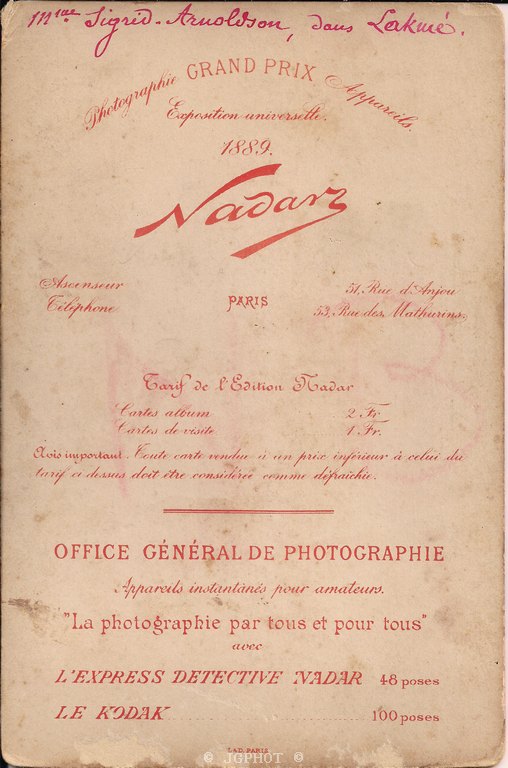 Mme Sigrid-Arnoldson, dans Lakmé.
Photographie GRAND PRIX Appareils.
Exposition universelle.
1889.
Nadar
Ascenseur
Téléphone
PARIS
51, Rue d'Anjou
53, Rue des Mathurins,
Tarif de l'Edition Nadar
Cartes album 2 Fr.
Cartes de visite 1 Fr.
Avis important. Toute carte vendue à un prix inférieur à celui du
tarif ci dessus doit être considérée comme défraîchie.
OFFICE GÉNÉRAL DE PHOTOGRAPHIE
Appareils instantanés pour amateurs.
"La photographie par tous et pour tous"
avec
L'EXPRESS DETECTIVE NADAR 48 poses
LE KODAK 100 poses
LAD. PARIS
© JGPHOT ©